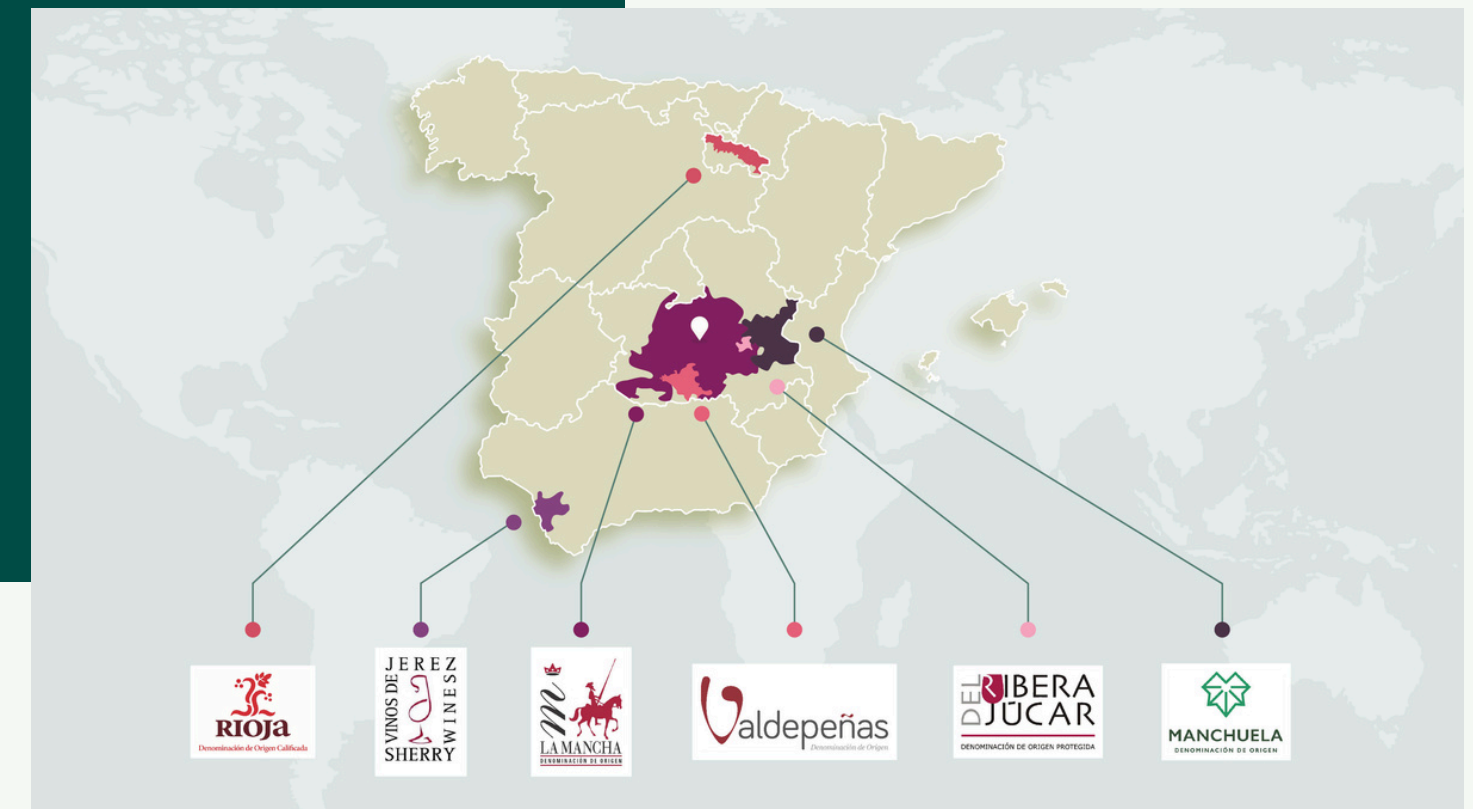 RIOJA
Denominación de Origen Calificada
VINOS DE JEREZ
SHERRY WINES
m
LA MANCHA
DENOMINACIÓN DE ORIGEN
Valdepeñas
Denominación de Origen
RIBERA
DEL JÚCAR
DENOMINACIÓN DE ORIGEN PROTEGIDA
MANCHUELA
DENOMINACIÓN DE ORIGEN